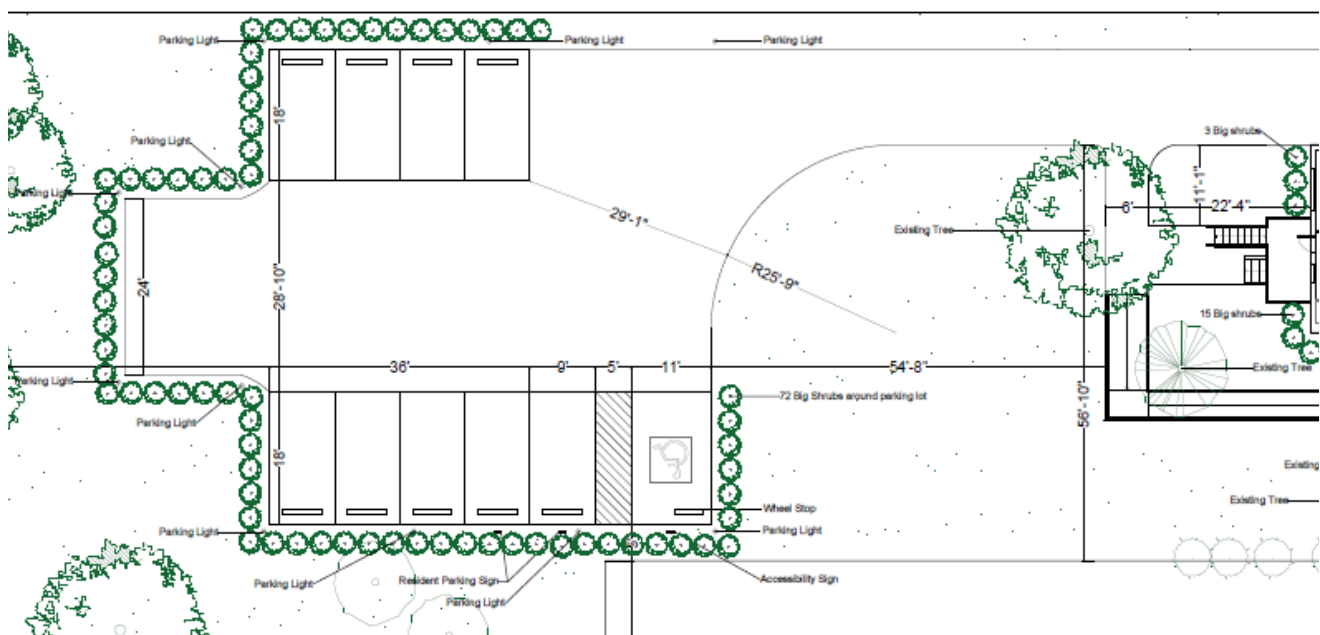 Parking Light
Parking Light
Parking Light
18'
Parking Light
3 Big shrubs
Parking Light
11'-1"
29'-1"
6'
22'-4"
Existing Tree
R25'-9"
24'
28'-10"
15 Big shrubs
Parking Light
36'
9'
5'
11'
54'-8"
Existing Tree
72 Big Shrubs around parking lot
56'-10"
Parking Light
18'
Existing
Existing Tree
Wheel Stop
Parking Light
Parking Light
Parking Light
Resident Parking Sign
Accessibility Sign
Parking Light